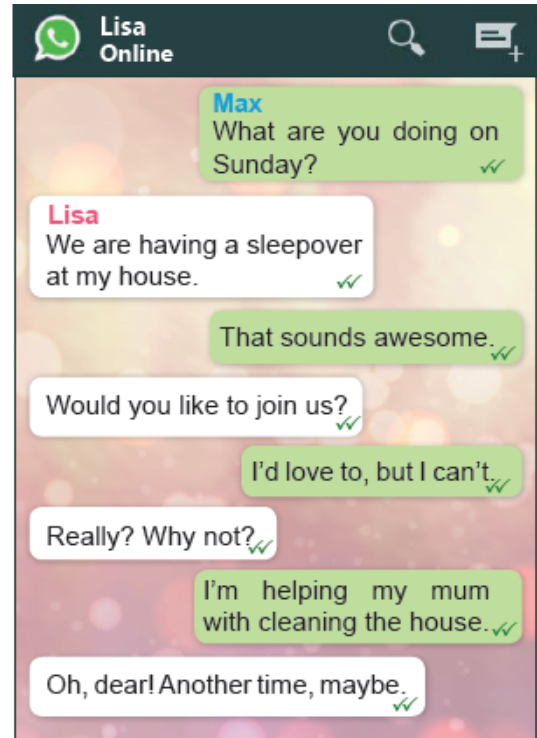 Lisa
Online
Max
What are you doing on
Sunday?
Lisa
We are having a sleepover
at my house.
That sounds awesome.
Would you like to join us?
I'd love to, but I can't.
Really? Why not?
I'm helping my mum
with cleaning the house.
Oh, dear! Another time, maybe.